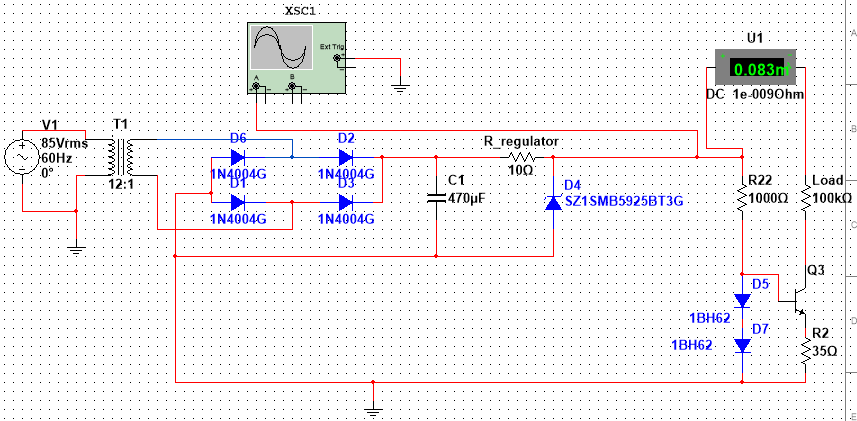 XSC1
Ext Trig
A
B
U1
0.083m
DC 1e-009Ohm
V1
85Vrms
60Hz
0°
T1
12:1
D6
1N4004G
D2
1N4004G
D1
1N4004G
D3
1N4004G
C1
470µF
R_regulator
10Ω
D4
SZ1SMB5925BT3G
R22
1000Ω
Load
100kΩ
Q3
D5
1BH62
D7
1BH62
R2
35Ω
A
B
C
D
E